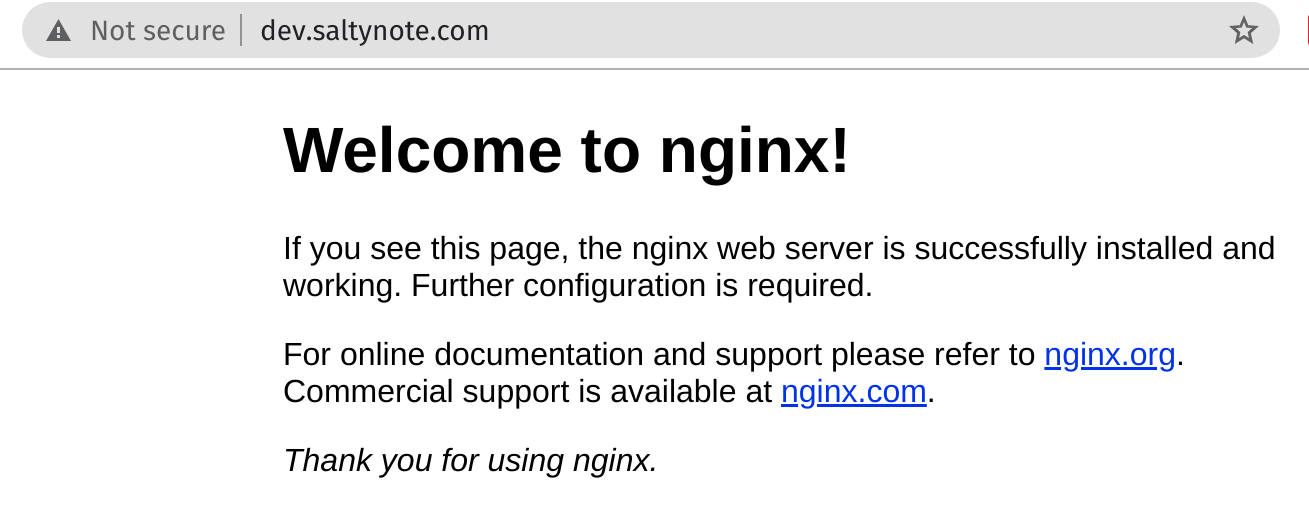 Not secure dev.saltynote.com
Welcome to nginx!
If you see this page, the nginx web server is successfully installed and
working. Further configuration is required.
For online documentation and support please refer to nginx.org.
Commercial support is available at nginx.com.
Thank you for using nginx.